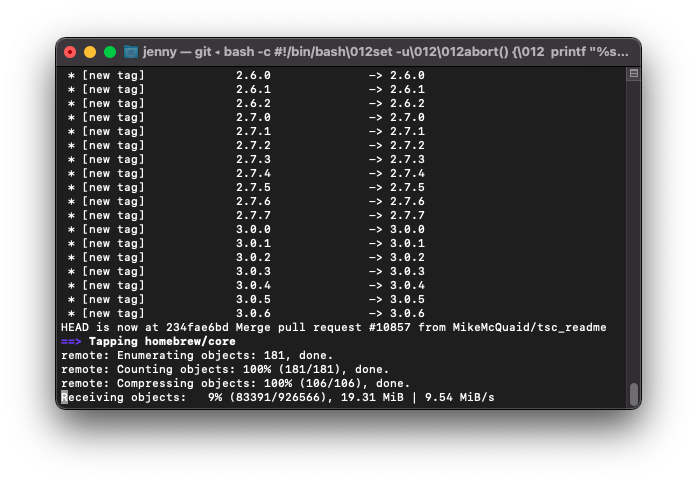 jenny — git ◂ bash -c #!/bin/bash\012set -u\012\012abort() {\012  printf "%s...
 * [new tag]             2.6.0              -> 2.6.0
 * [new tag]             2.6.1              -> 2.6.1
 * [new tag]             2.6.2              -> 2.6.2
 * [new tag]             2.7.0              -> 2.7.0
 * [new tag]             2.7.1              -> 2.7.1
 * [new tag]             2.7.2              -> 2.7.2
 * [new tag]             2.7.3              -> 2.7.3
 * [new tag]             2.7.4              -> 2.7.4
 * [new tag]             2.7.5              -> 2.7.5
 * [new tag]             2.7.6              -> 2.7.6
 * [new tag]             2.7.7              -> 2.7.7
 * [new tag]             3.0.0              -> 3.0.0
 * [new tag]             3.0.1              -> 3.0.1
 * [new tag]             3.0.2              -> 3.0.2
 * [new tag]             3.0.3              -> 3.0.3
 * [new tag]             3.0.4              -> 3.0.4
 * [new tag]             3.0.5              -> 3.0.5
 * [new tag]             3.0.6              -> 3.0.6
HEAD is now at 234fae6bd Merge pull request #10857 from MikeMcQuaid/tsc_readme
==> Tapping homebrew/core
remote: Enumerating objects: 181, done.
remote: Counting objects: 100% (181/181), done.
remote: Compressing objects: 100% (106/106), done.
Receiving objects:   9% (83391/926566), 19.31 MiB | 9.54 MiB/s